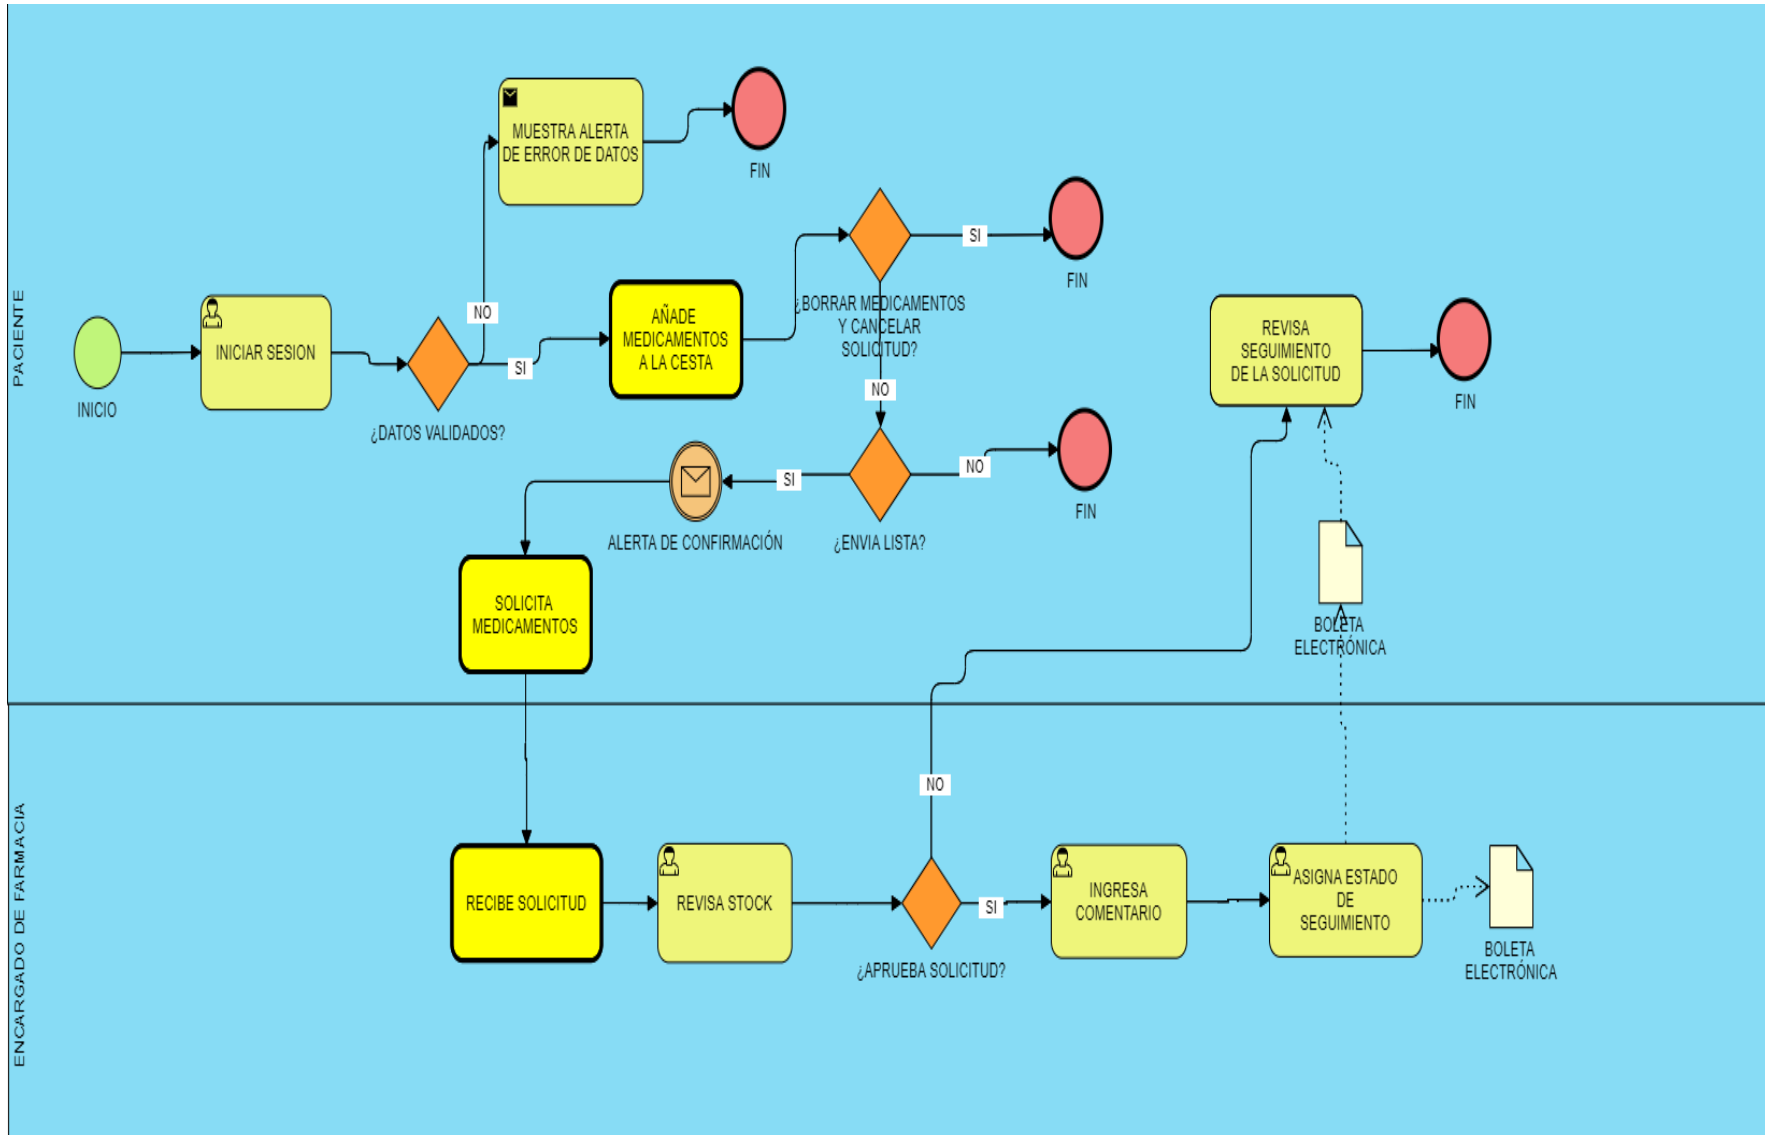 PACIENTE
INICIO
INICIAR SESION
¿DATOS VALIDADOS?
NO
SI
MUESTRA ALERTA
DE ERROR DE DATOS
FIN
AÑADE
MEDICAMENTOS
A LA CESTA
¿BORRAR MEDICAMENTOS
Y CANCELAR
SOLICITUD?
SI
FIN
NO
¿ENVIA LISTA?
NO
FIN
SI
ALERTA DE CONFIRMACIÓN
SOLICITA
MEDICAMENTOS
REVISA
SEGUIMIENTO
DE LA SOLICITUD
FIN
BOLETA
ELECTRÓNICA
ENCARGADO DE FARMACIA
RECIBE SOLICITUD
REVISA STOCK
¿APRUEBA SOLICITUD?
NO
SI
INGRESA
COMENTARIO
ASIGNA ESTADO
DE
SEGUIMIENTO
BOLETA
ELECTRÓNICA